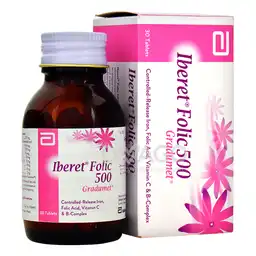 Iberet® Folic
500
Gradumet®
Controlled-Release Iron,
Folic Acid, Vitamin C
& B-Complex
30 Tablets
Iberet® Folic 500
Gradumet®
Controlled-Release Iron,
Folic Acid, Vitamin C
& B-Complex
30 Tablets